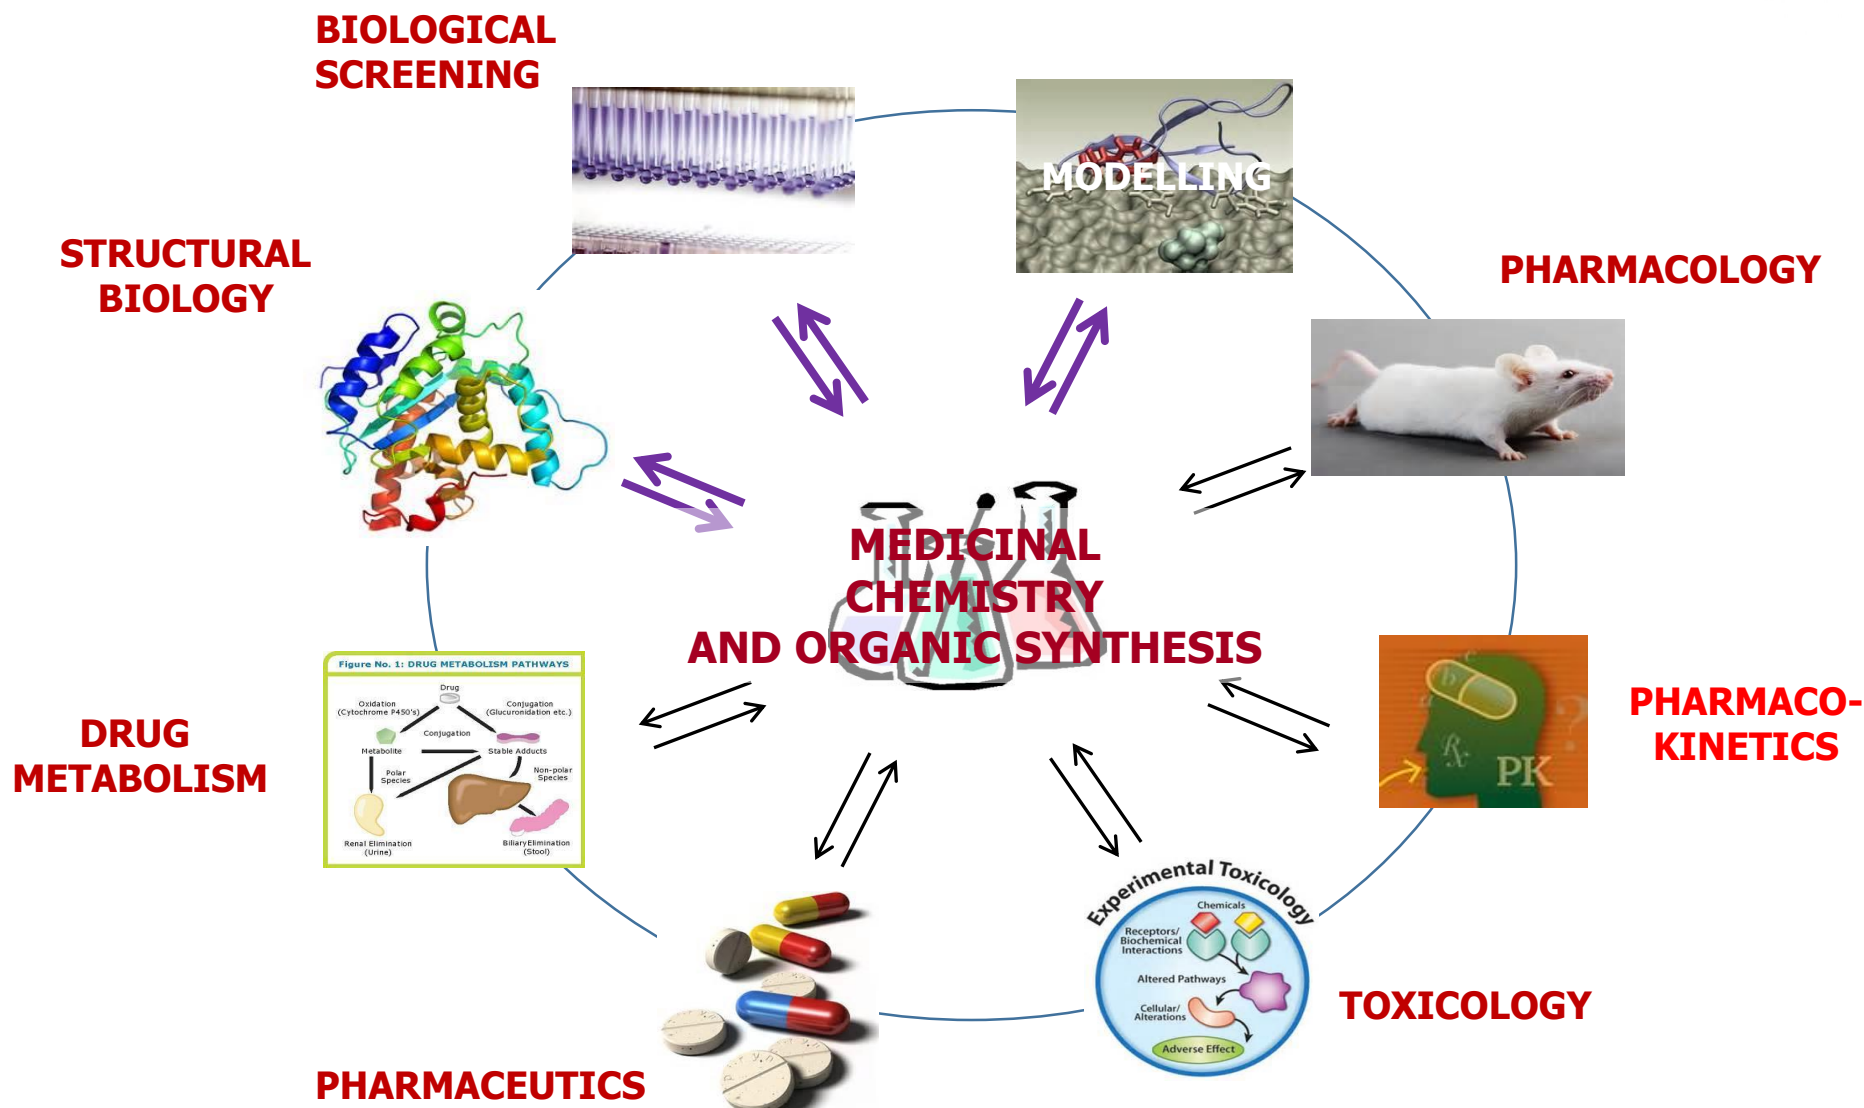 BIOLOGICAL
SCREENING
MODELLING
STRUCTURAL
BIOLOGY
PHARMACOLOGY
MEDICINAL
CHEMISTRY
AND ORGANIC SYNTHESIS
Figure No. 1: DRUG METABOLISM PATHWAYS
Drug
Oxidation
(Cytochrome P450's)
Conjugation
(Glucuronidation etc.)
Conjugation
Metabolite
Stable Adducts
Polar
Species
Non-polar
Species
Renal Elimination
(Urine)
BiliaryElimination
(Stool)
DRUG
METABOLISM
Rx
PK
PHARMACO-
KINETICS
Experimental Toxicology
Chemicals
Receptors/
Biochemical
Interactions
Altered Pathways
Cellular/
Alterations
Adverse Effect
TOXICOLOGY
PHARMACEUTICS